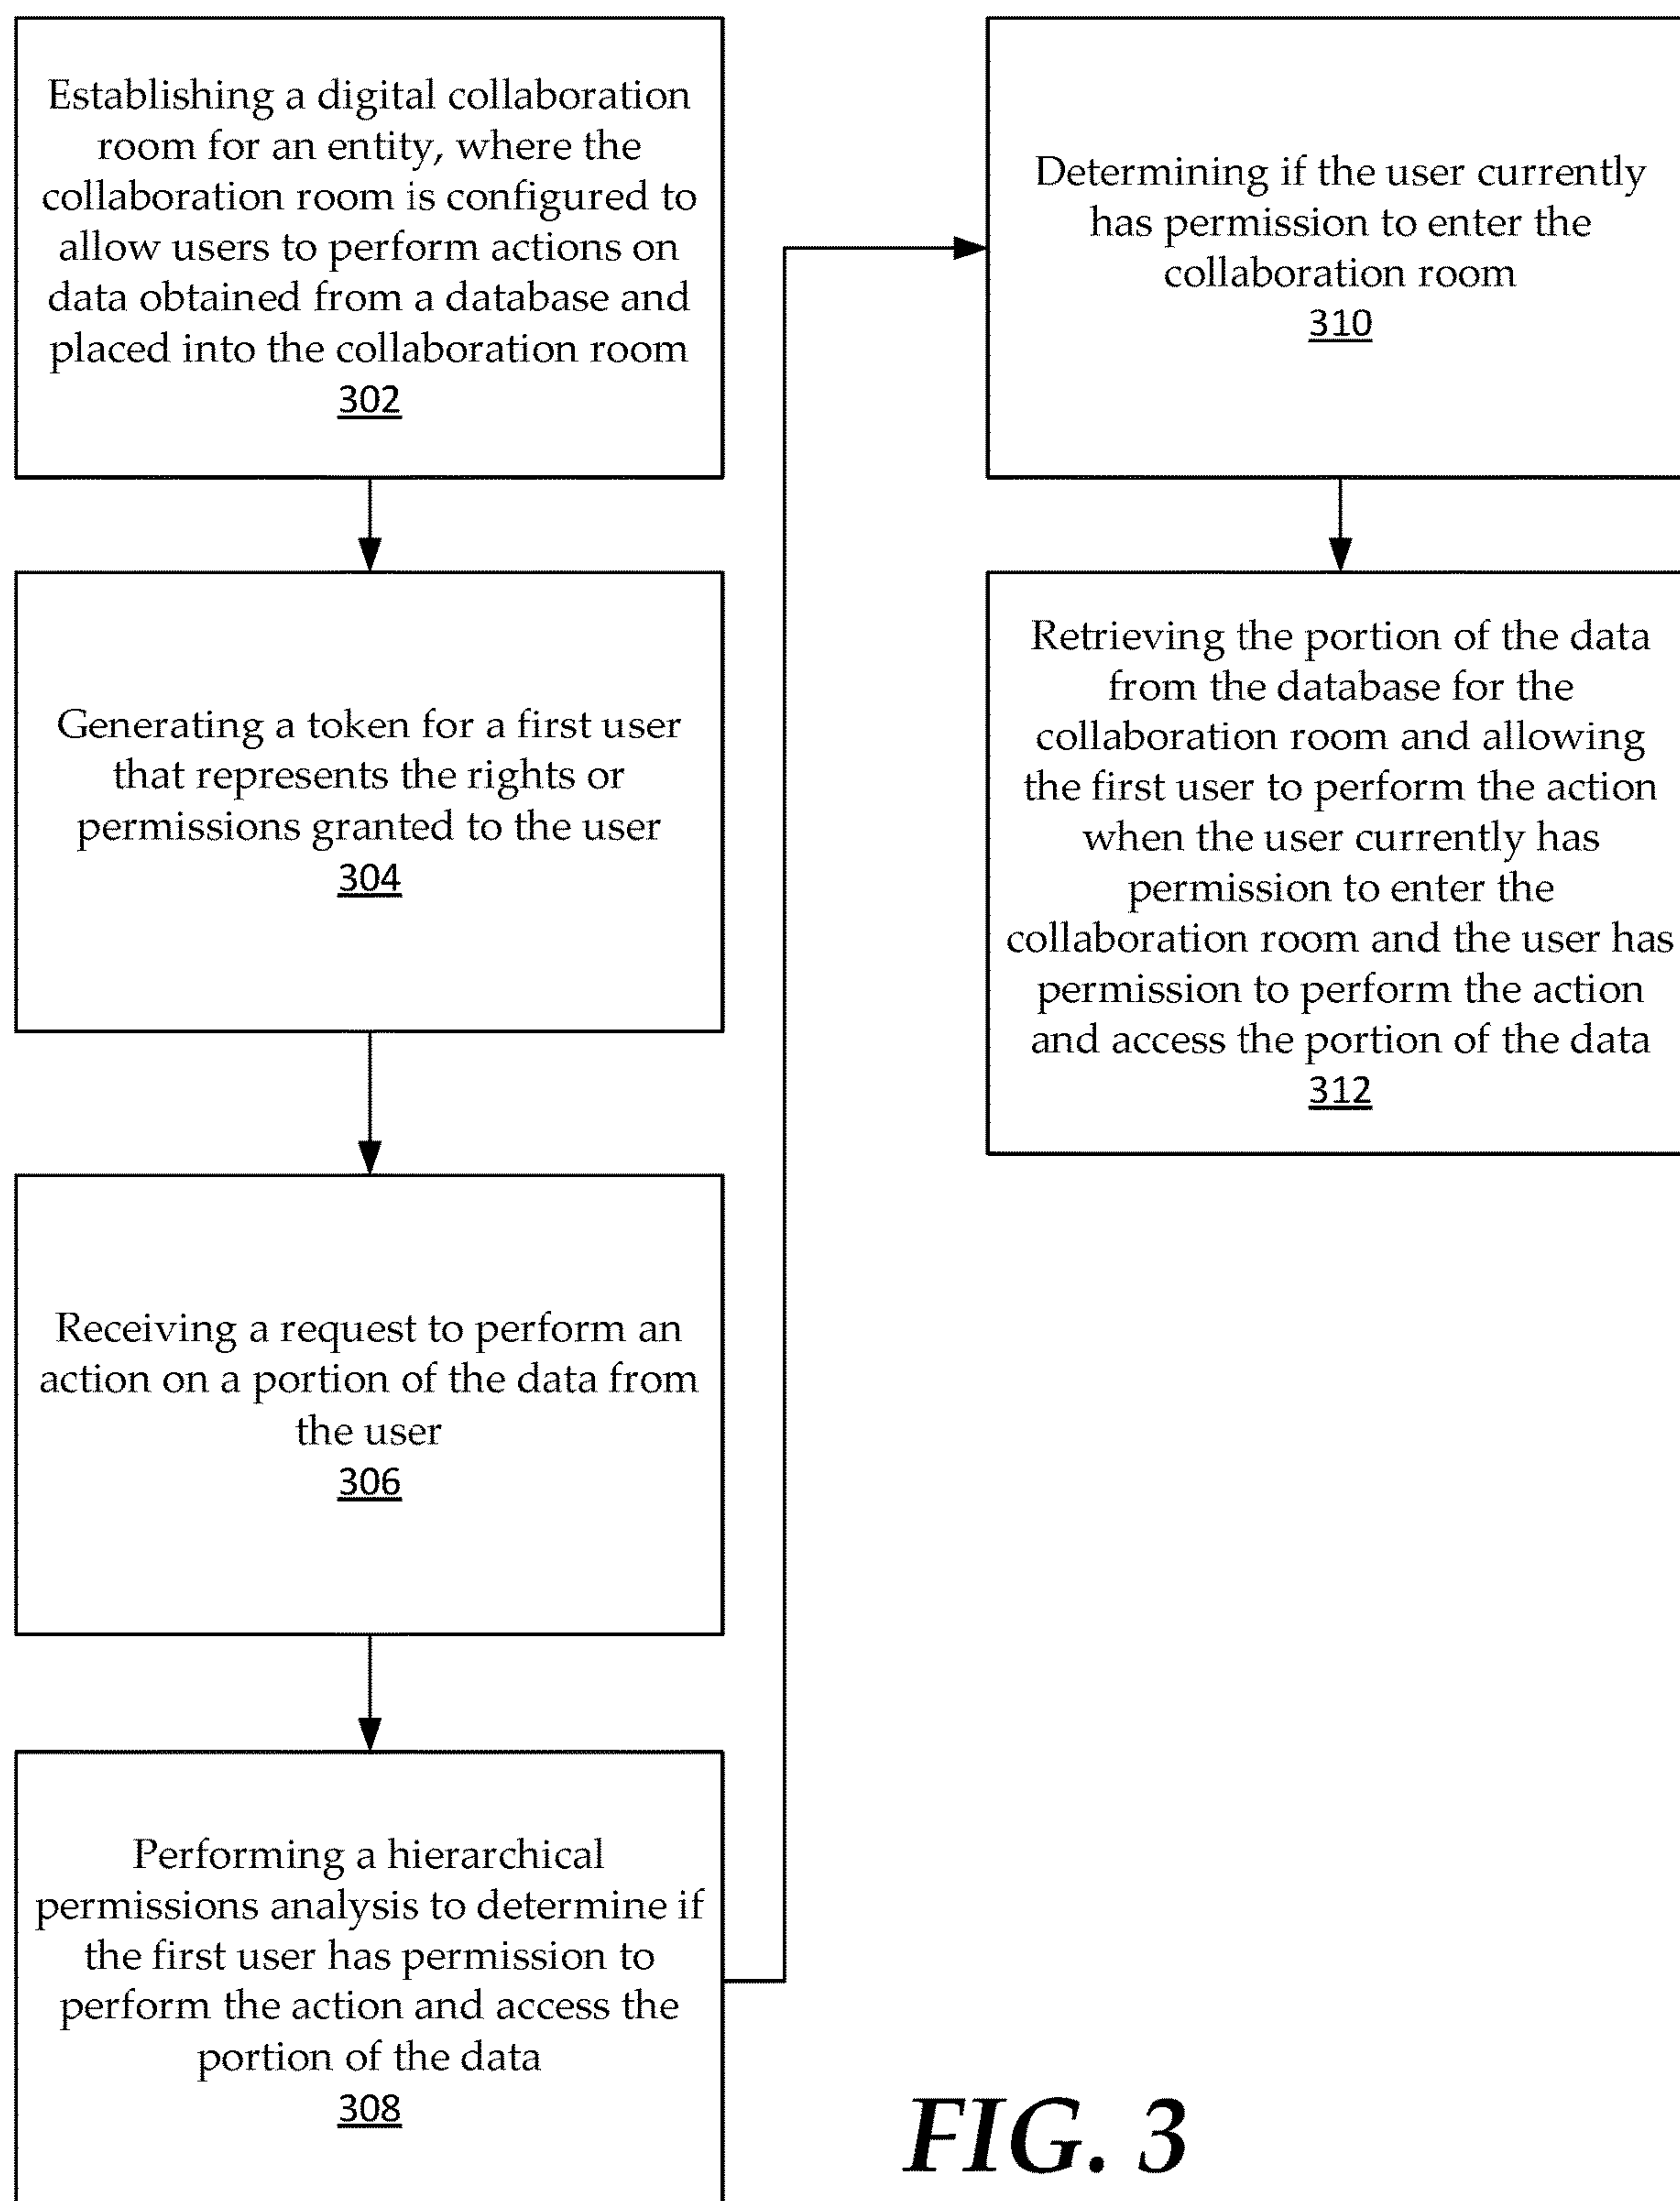 Establishing a digital collaboration
room for an entity, where the
collaboration room is configured to
allow users to perform actions on
data obtained from a database and
placed into the collaboration room
302
Generating a token for a first user
that represents the rights or
permissions granted to the user
304
Receiving a request to perform an
action on a portion of the data from
the user
306
Performing a hierarchical
permissions analysis to determine if
the first user has permission to
perform the action and access the
portion of the data
308
Determining if the user currently
has permission to enter the
collaboration room
310
Retrieving the portion of the data
from the database for the
collaboration room and allowing
the first user to perform the action
when the user currently has
permission to enter the
collaboration room and the user has
permission to perform the action
and access the portion of the data
312
FIG. 3